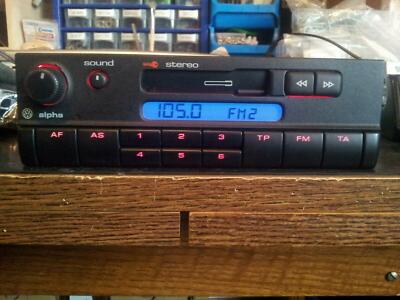 sound
stereo
alpha
105.0 FM2
AF AS 1 2 3 TP FM TA
4 5 6